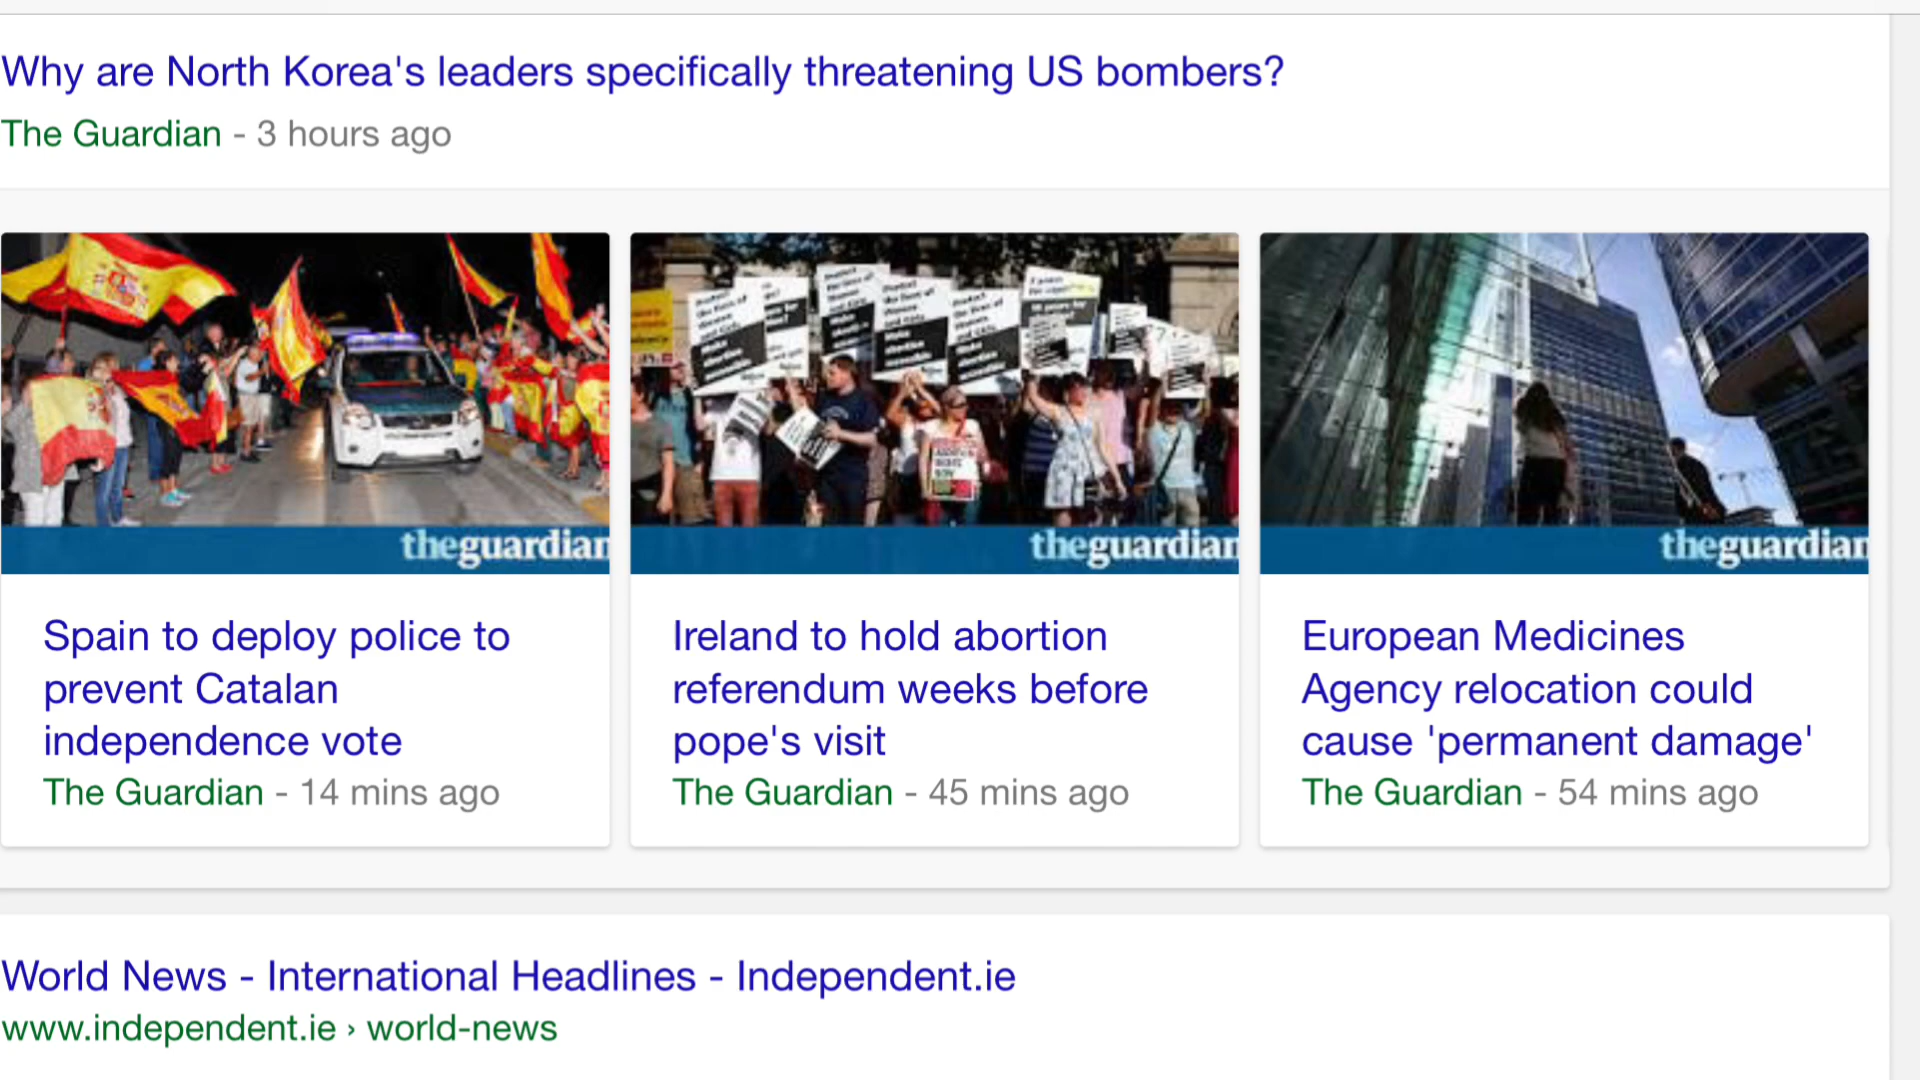 Why are North Korea's leaders specifically threatening US bombers?
The Guardian - 3 hours ago
theguardian
Spain to deploy police to
prevent Catalan
independence vote
The Guardian - 14 mins ago
theguardian
Ireland to hold abortion
referendum weeks before
pope's visit
The Guardian - 45 mins ago
theguardian
European Medicines
Agency relocation could
cause 'permanent damage'
The Guardian - 54 mins ago
World News - International Headlines - Independent.ie
www.independent.ie › world-news